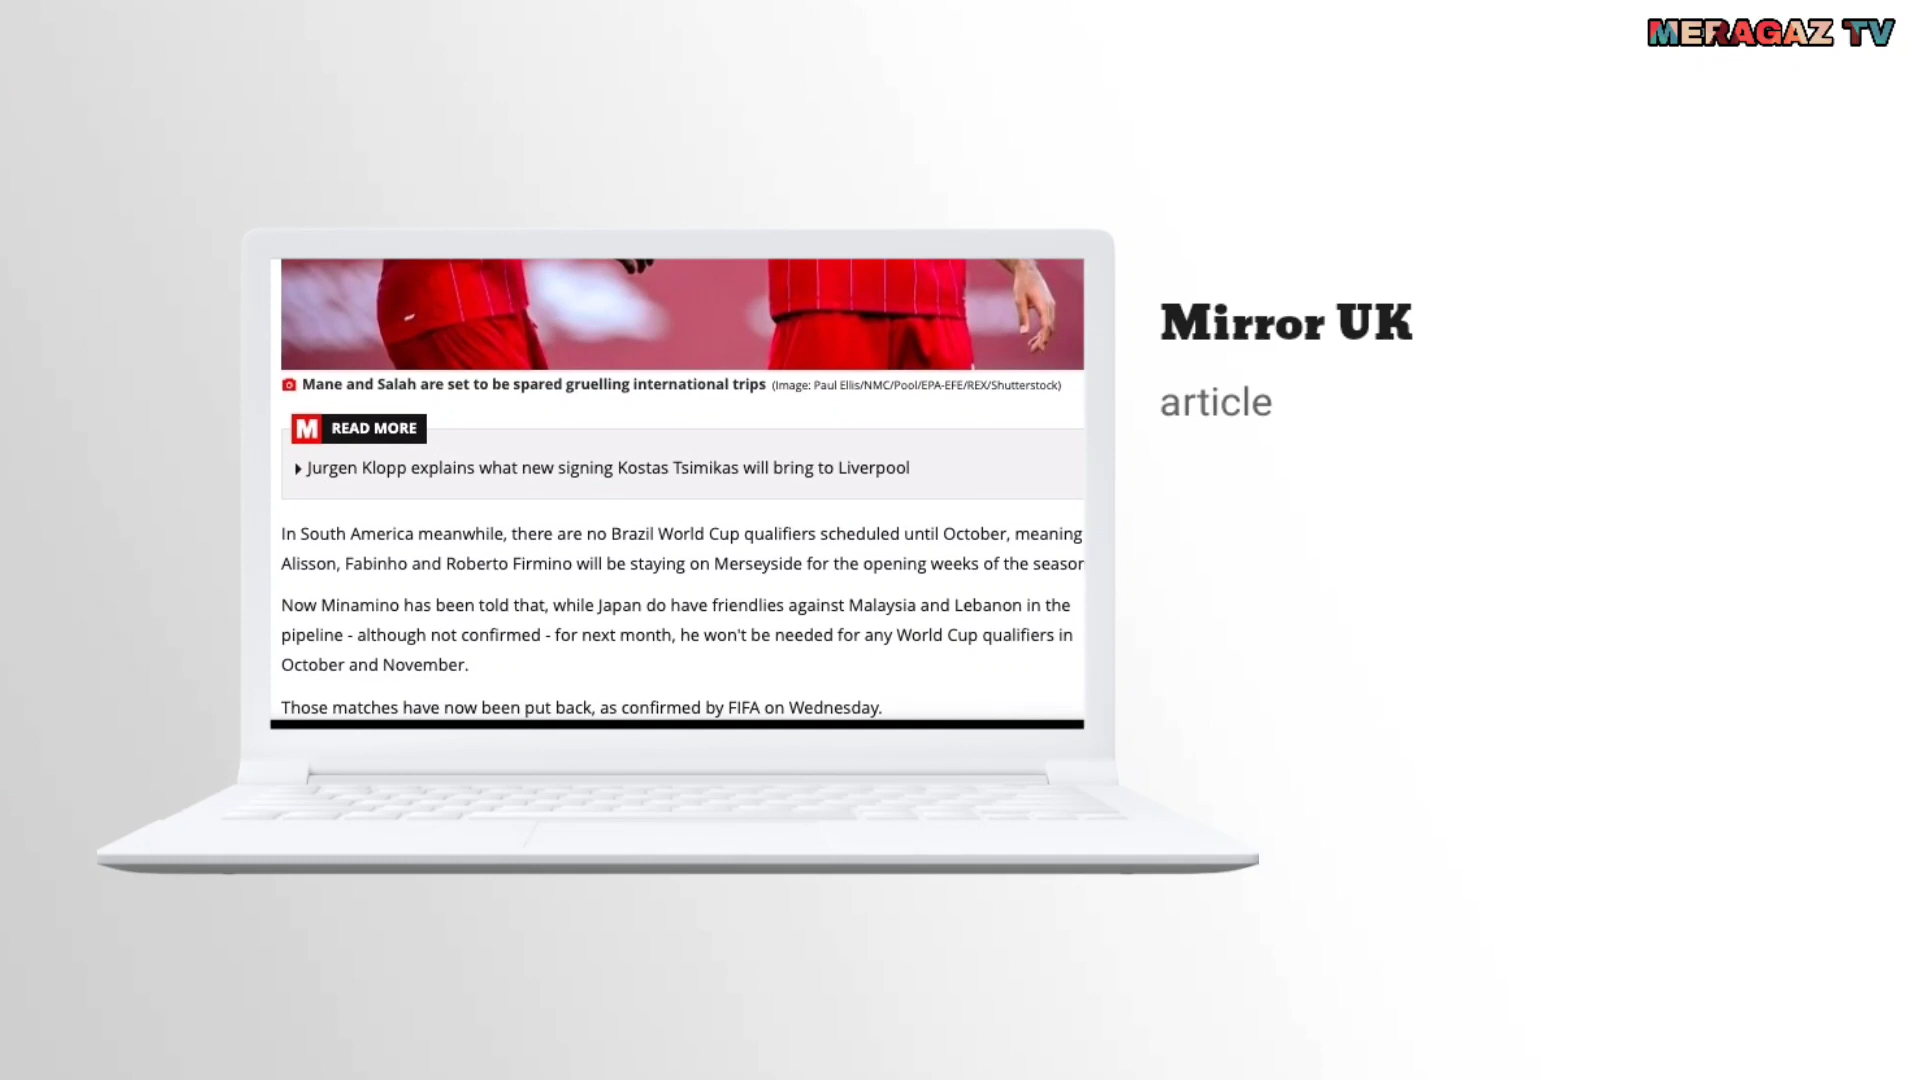 MERAGAZ TV
Mirror UK
article
Mane and Salah are set to be spared gruelling international trips (Image: Paul Ellis/NMC/Pool/EPA-EFE/REX/Shutterstock)
M READ MORE
Jurgen Klopp explains what new signing Kostas Tsimikas will bring to Liverpool
In South America meanwhile, there are no Brazil World Cup qualifiers scheduled until October, meaning
Alisson, Fabinho and Roberto Firmino will be staying on Merseyside for the opening weeks of the season
Now Minamino has been told that, while Japan do have friendlies against Malaysia and Lebanon in the
pipeline - although not confirmed - for next month, he won't be needed for any World Cup qualifiers in
October and November.
Those matches have now been put back, as confirmed by FIFA on Wednesday.